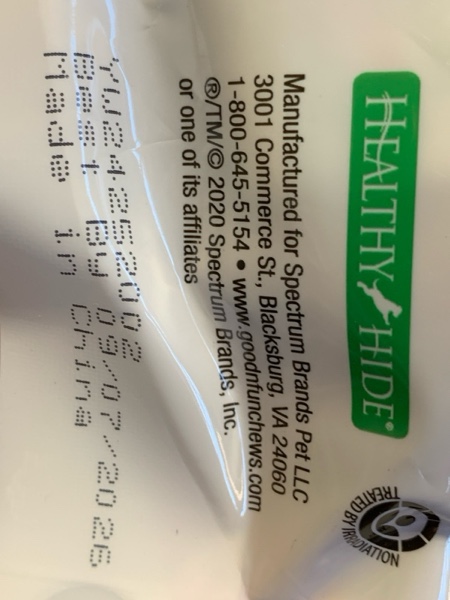 HEALTHY HIDE®
TREATED BY IRRADIATION
Manufactured for Spectrum Brands Pet LLC
3001 Commerce St., Blacksburg, VA 24060
1-800-645-5154 • www.goodnfunchews.com
®/TM/© 2020 Spectrum Brands, Inc.
or one of its affiliates
YW24262002
Best By 09/07/2026
Made in China